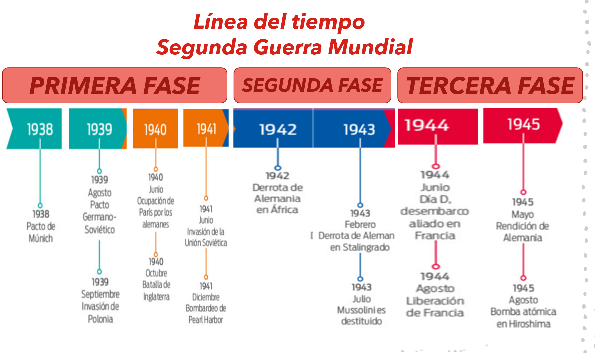 Línea del tiempo
Segunda Guerra Mundial
PRIMERA FASE
SEGUNDA FASE
TERCERA FASE
1938
1939
1940
1941
1942
1943
1944
1945
1938
Pacto de
Múnich
1939
Agosto
Pacto
Germano-
Soviético
1939
Septiembre
Invasión de
Polonia
1940
Junio
Ocupación de
París por los
alemanes
1940
Octubre
Batalla de
Inglaterra
1941
Junio
Invasión de la
Unión Soviética
1941
Diciembre
Bombardeo de
Pearl Harbor
1942
Derrota de
Alemania
en África
1943
Febrero
Derrota de Aleman
en Stalingrado
1943
Julio
Mussolini es
destituido
1944
Junio
Día D,
desembarco
aliado en
Francia
1944
Agosto
Liberación
de Francia
1945
Mayo
Rendición de
Alemania
1945
Agosto
Bomba atómica
en Hiroshima